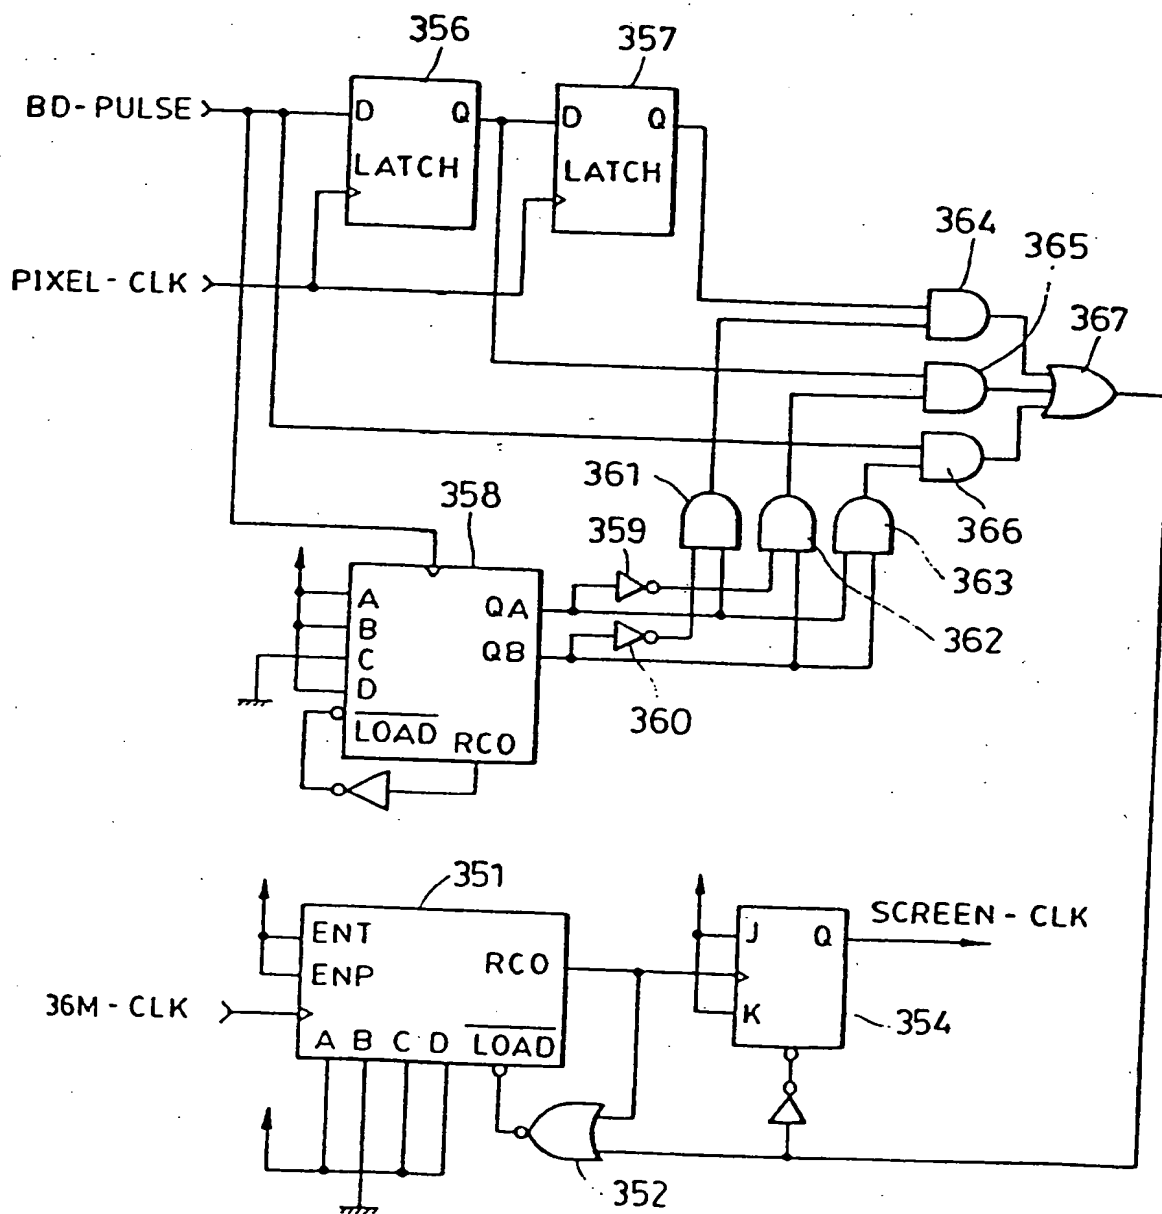 356
357
BD-PULSE
D
Q
LATCH
D
Q
LATCH
PIXEL-CLK
364
365
367
361
358
359
366
363
362
360
A
B
C
D
QA
QB
LOAD
RCO
351
ENT
ENP
RCO
36M-CLK
A B C D LOAD
J
Q
K
SCREEN-CLK
354
352